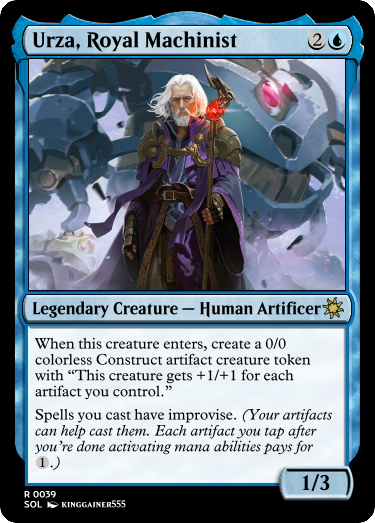 Urza, Royal Machinist 2
Legendary Creature — Human Artificer
When this creature enters, create a 0/0
colorless Construct artifact creature token
with “This creature gets +1/+1 for each
artifact you control.”
Spells you cast have improvise. (Your artifacts
can help cast them. Each artifact you tap after
you’re done activating mana abilities pays for
1.)
1/3
R 0039
SOL KINGGAINER555